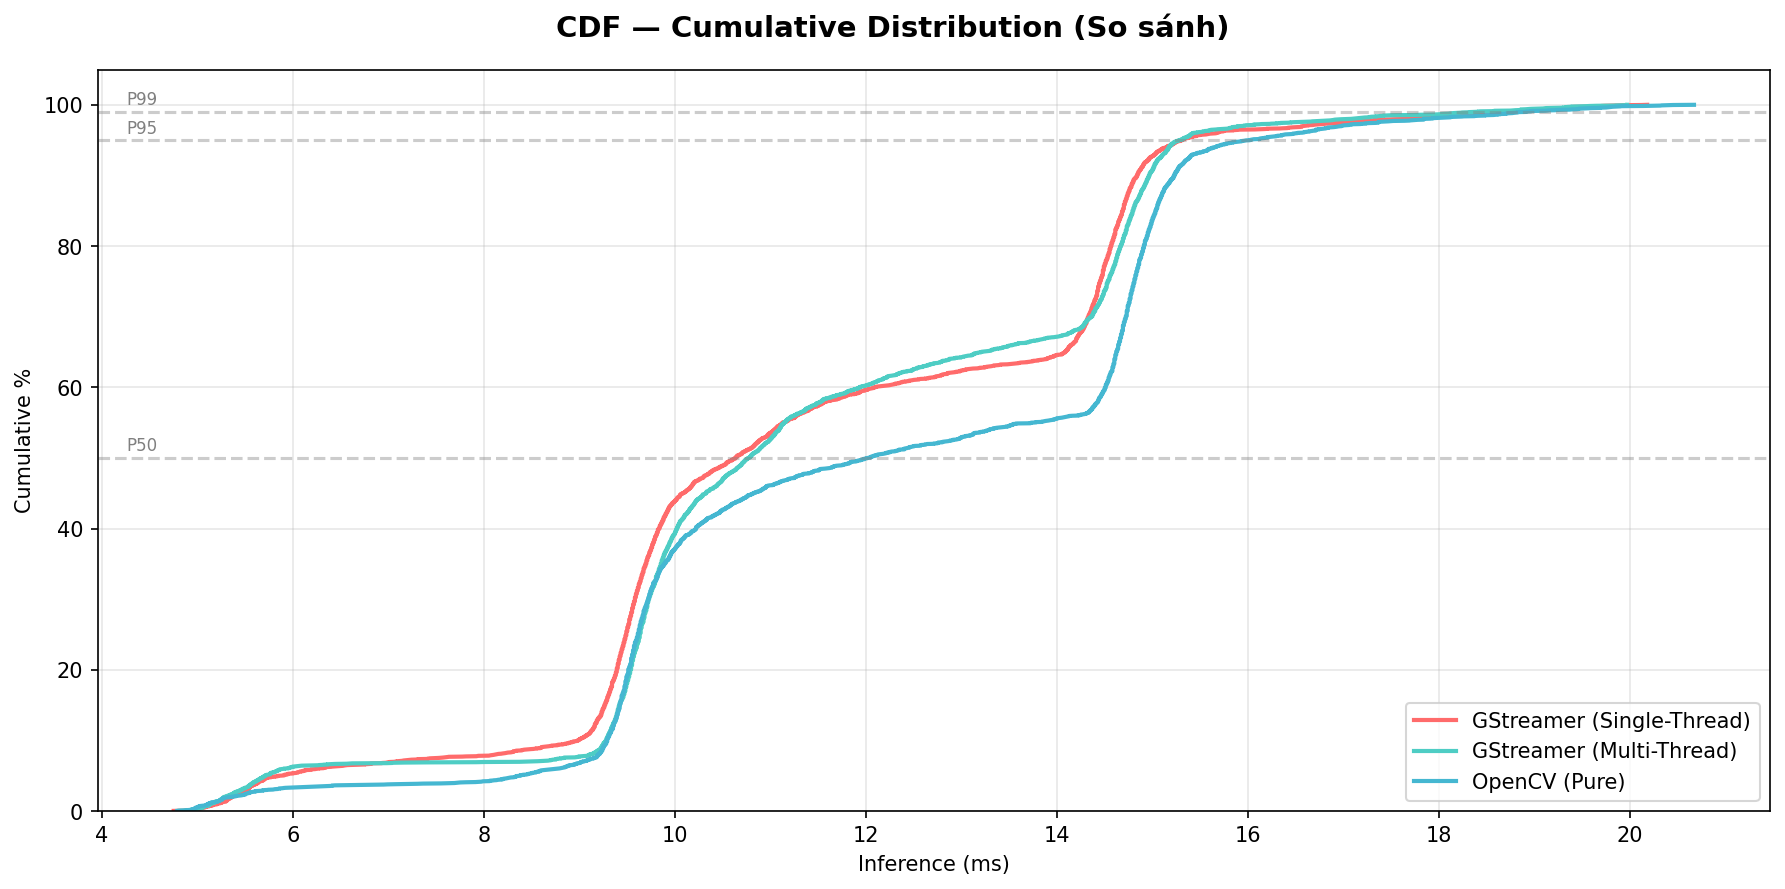 CDF — Cumulative Distribution (So sánh)
100
80
60
40
20
0
Cumulative %
P99
P95
P50
GStreamer (Single-Thread)
GStreamer (Multi-Thread)
OpenCV (Pure)
4 6 8 10 12 14 16 18 20
Inference (ms)